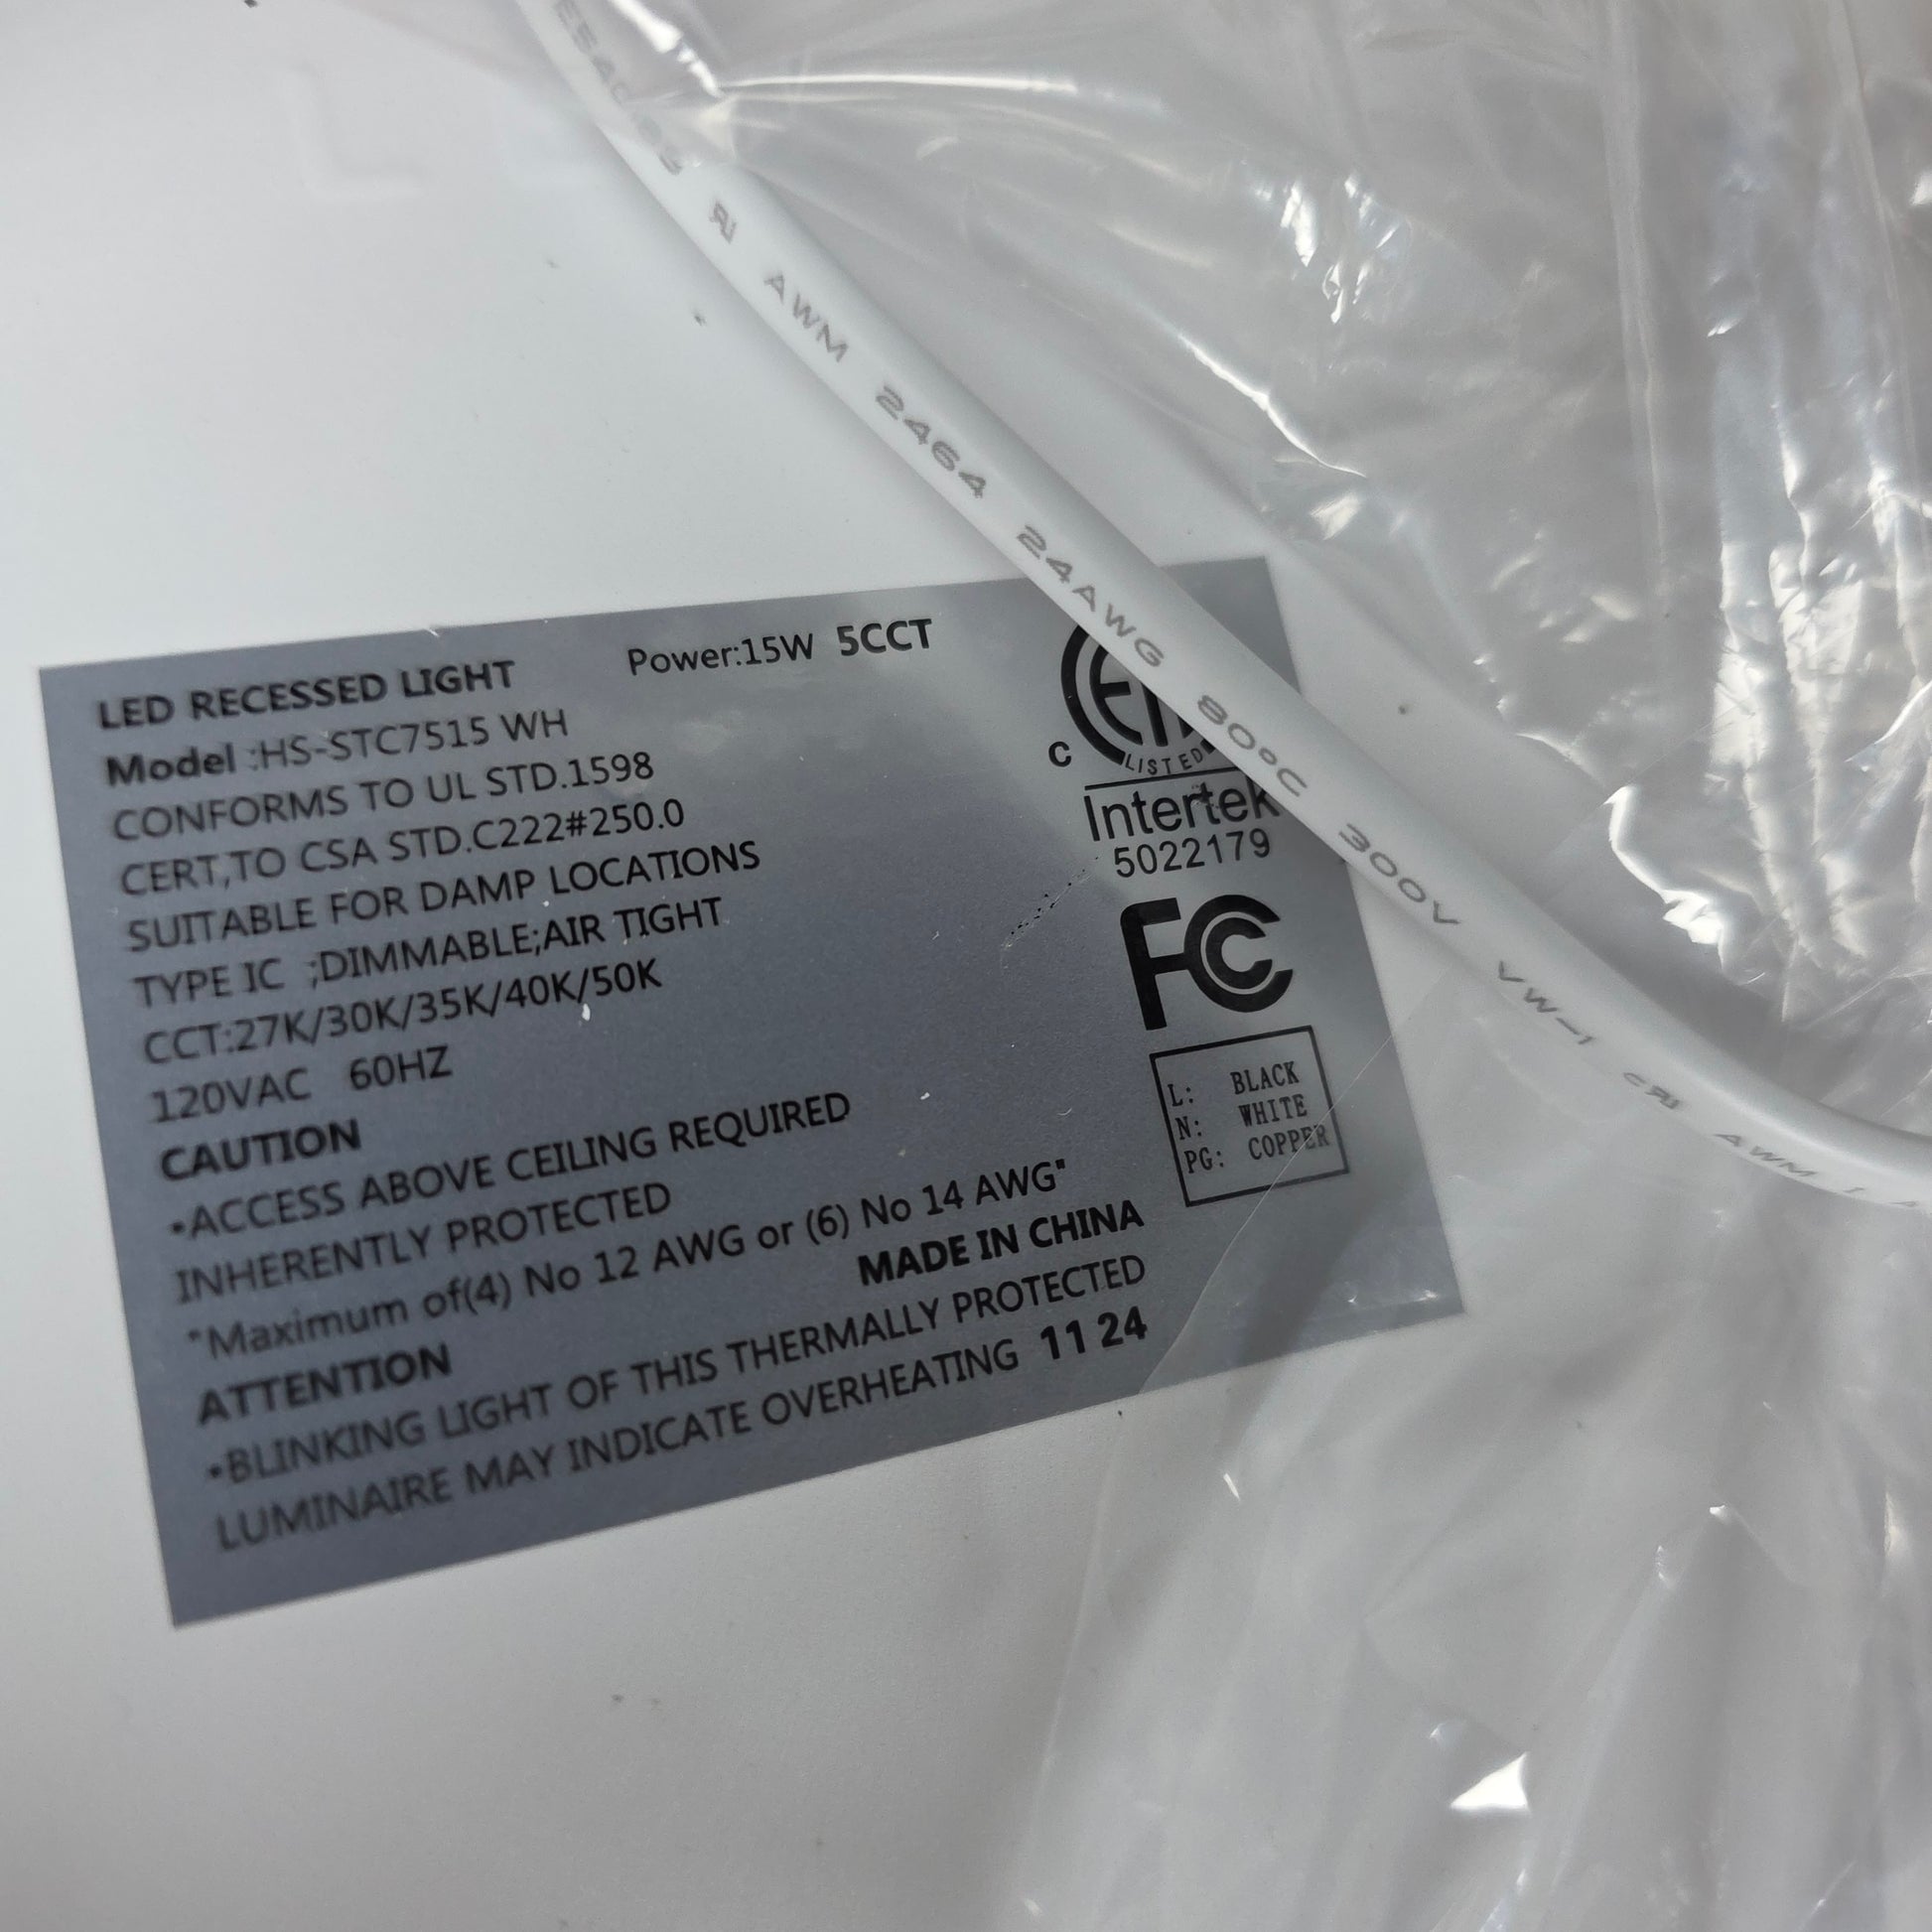 AWM 2464 24AWG 80°C 300V VW-1 AWM
LED RECESSED LIGHT Power:15W 5CCT
Model :HS-STC7515 WH
CONFORMS TO UL STD.1598
CERT,TO CSA STD.C222#250.0
SUITABLE FOR DAMP LOCATIONS
TYPE IC ;DIMMABLE;AIR TIGHT
CCT:27K/30K/35K/40K/50K
120VAC 60HZ
CAUTION
•ACCESS ABOVE CEILING REQUIRED
INHERENTLY PROTECTED
"Maximum of(4) No 12 AWG or (6) No 14 AWG"
MADE IN CHINA
ATTENTION
•BLINKING LIGHT OF THIS THERMALLY PROTECTED
LUMINAIRE MAY INDICATE OVERHEATING 11 24
C
LISTED
Intertek
5022179
FC
L: BLACK
N: WHITE
PG: COPPER